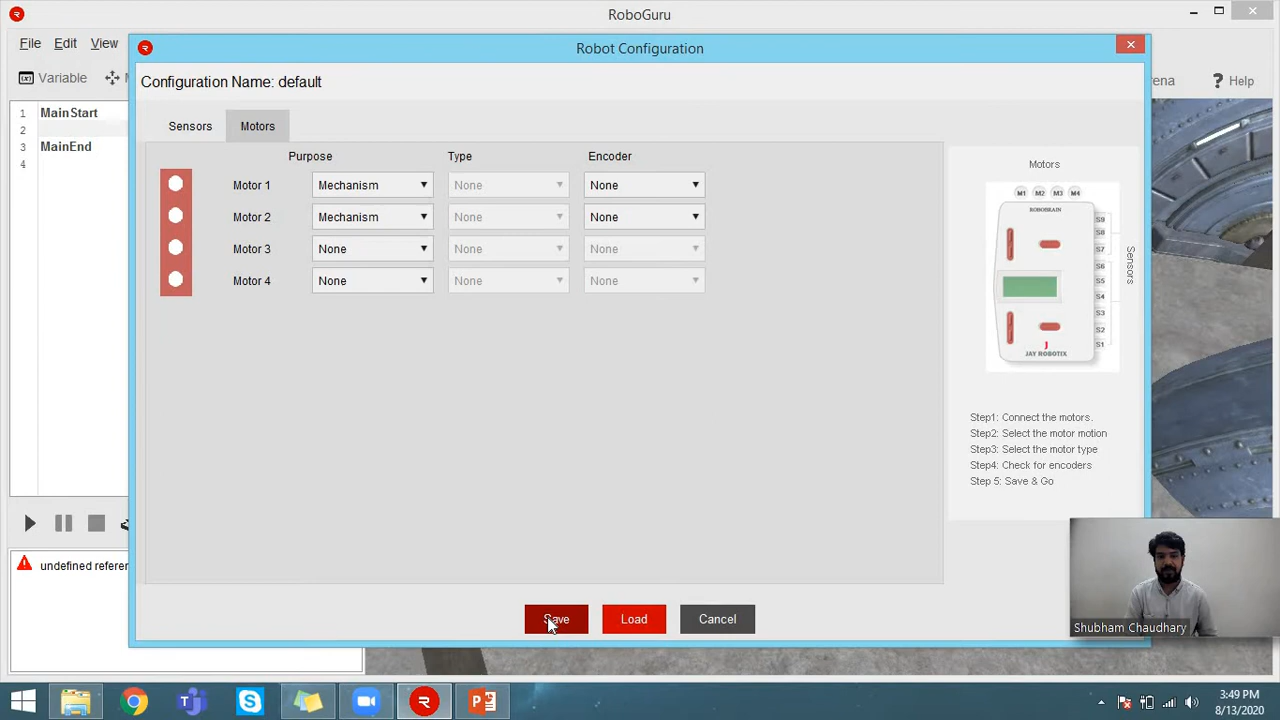 RoboGuru
File Edit View
Robot Configuration
Configuration Name: default
Variable
Help
Sensors Motors
1 MainStart
2
3 MainEnd
4
Purpose Type Encoder
Motor 1 Mechanism None None
Motor 2 Mechanism None None
Motor 3 None None None
Motor 4 None None None
Motors
M1 M2 M3 M4
ROBOBRAIN
S9
S8
S7
S6
S5
S4
S3
S2
S1
Sensors
JAY ROBOTIX
Step1: Connect the motors.
Step2: Select the motor motion
Step3: Select the motor type
Step4: Check for encoders
Step 5: Save & Go
undefined
Save Load Cancel
Shubham Chaudhary
3:49 PM
8/13/2020